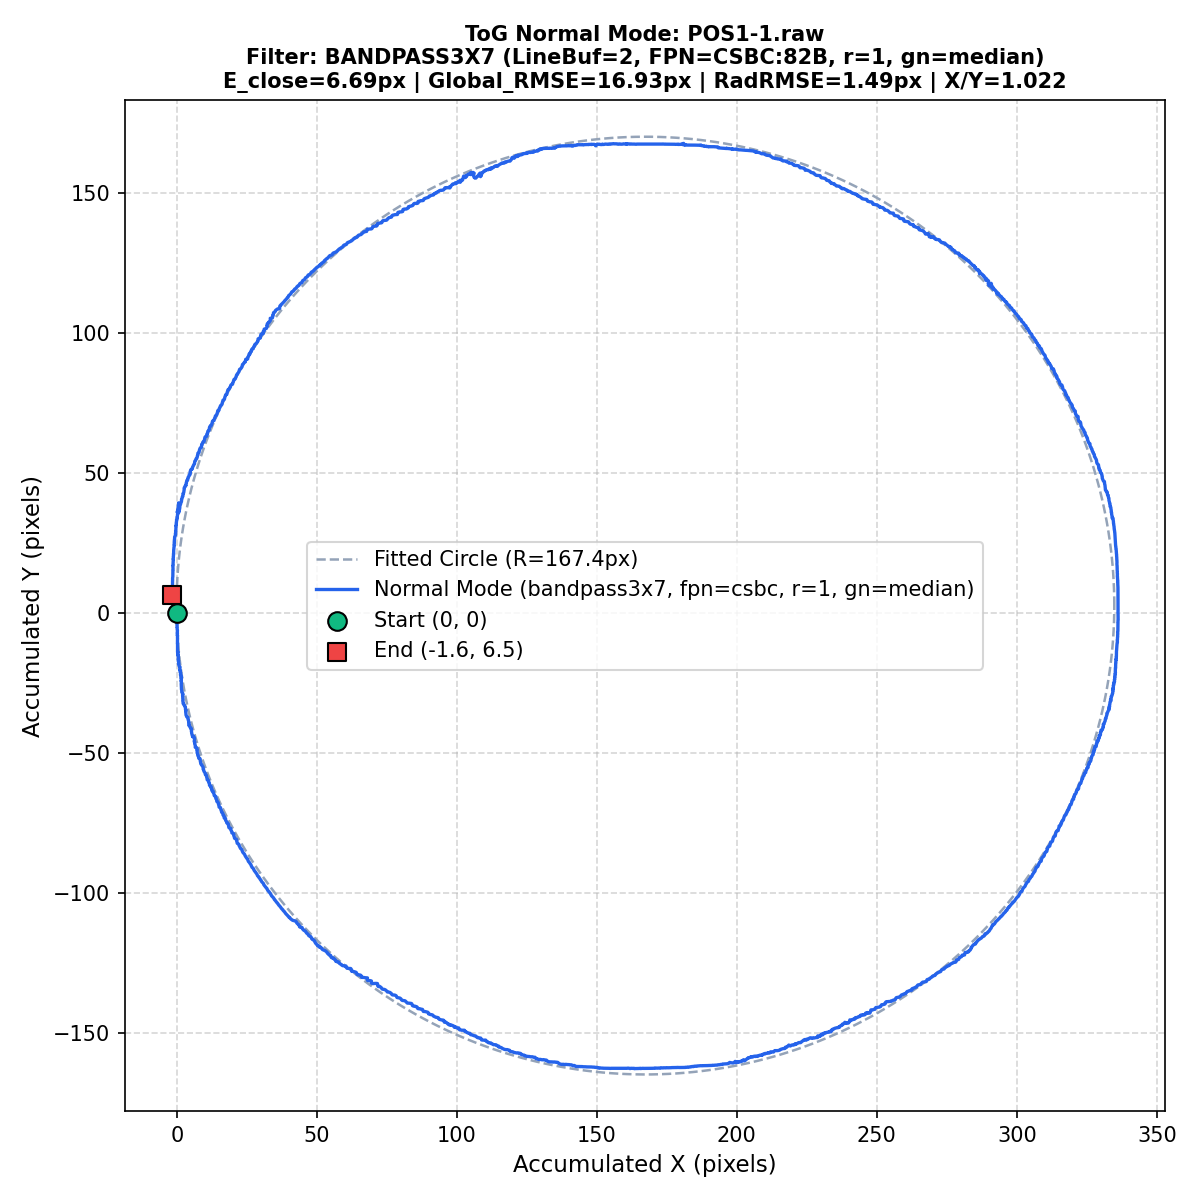 ToG Normal Mode: POS1-1.raw
Filter: BANDPASS3X7 (LineBuf=2, FPN=CSBC:82B, r=1, gn=median)
E_close=6.69px | Global_RMSE=16.93px | RadRMSE=1.49px | X/Y=1.022
Accumulated Y (pixels)
150
100
50
0
−50
−100
−150
Fitted Circle (R=167.4px)
Normal Mode (bandpass3x7, fpn=csbc, r=1, gn=median)
Start (0, 0)
End (-1.6, 6.5)
0
50
100
150
200
250
300
350
Accumulated X (pixels)